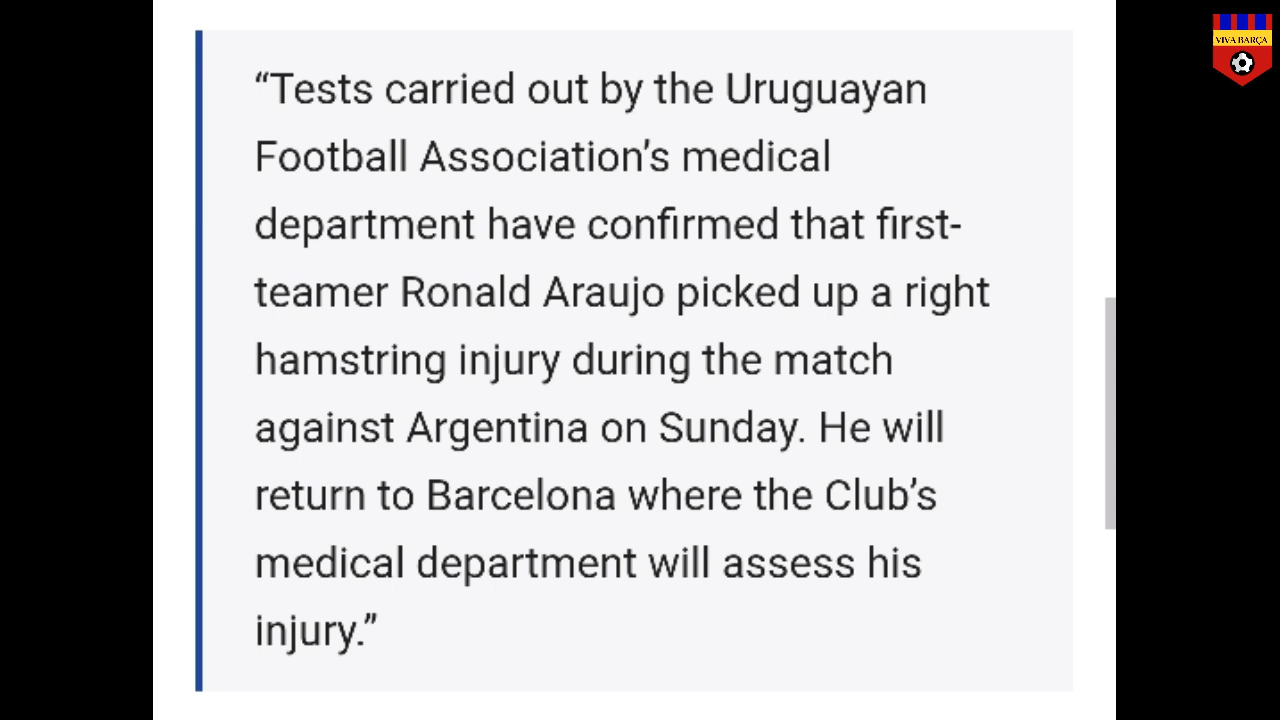 VIVA BARÇA
“Tests carried out by the Uruguayan
Football Association’s medical
department have confirmed that first-
teamer Ronald Araujo picked up a right
hamstring injury during the match
against Argentina on Sunday. He will
return to Barcelona where the Club’s
medical department will assess his
injury.”